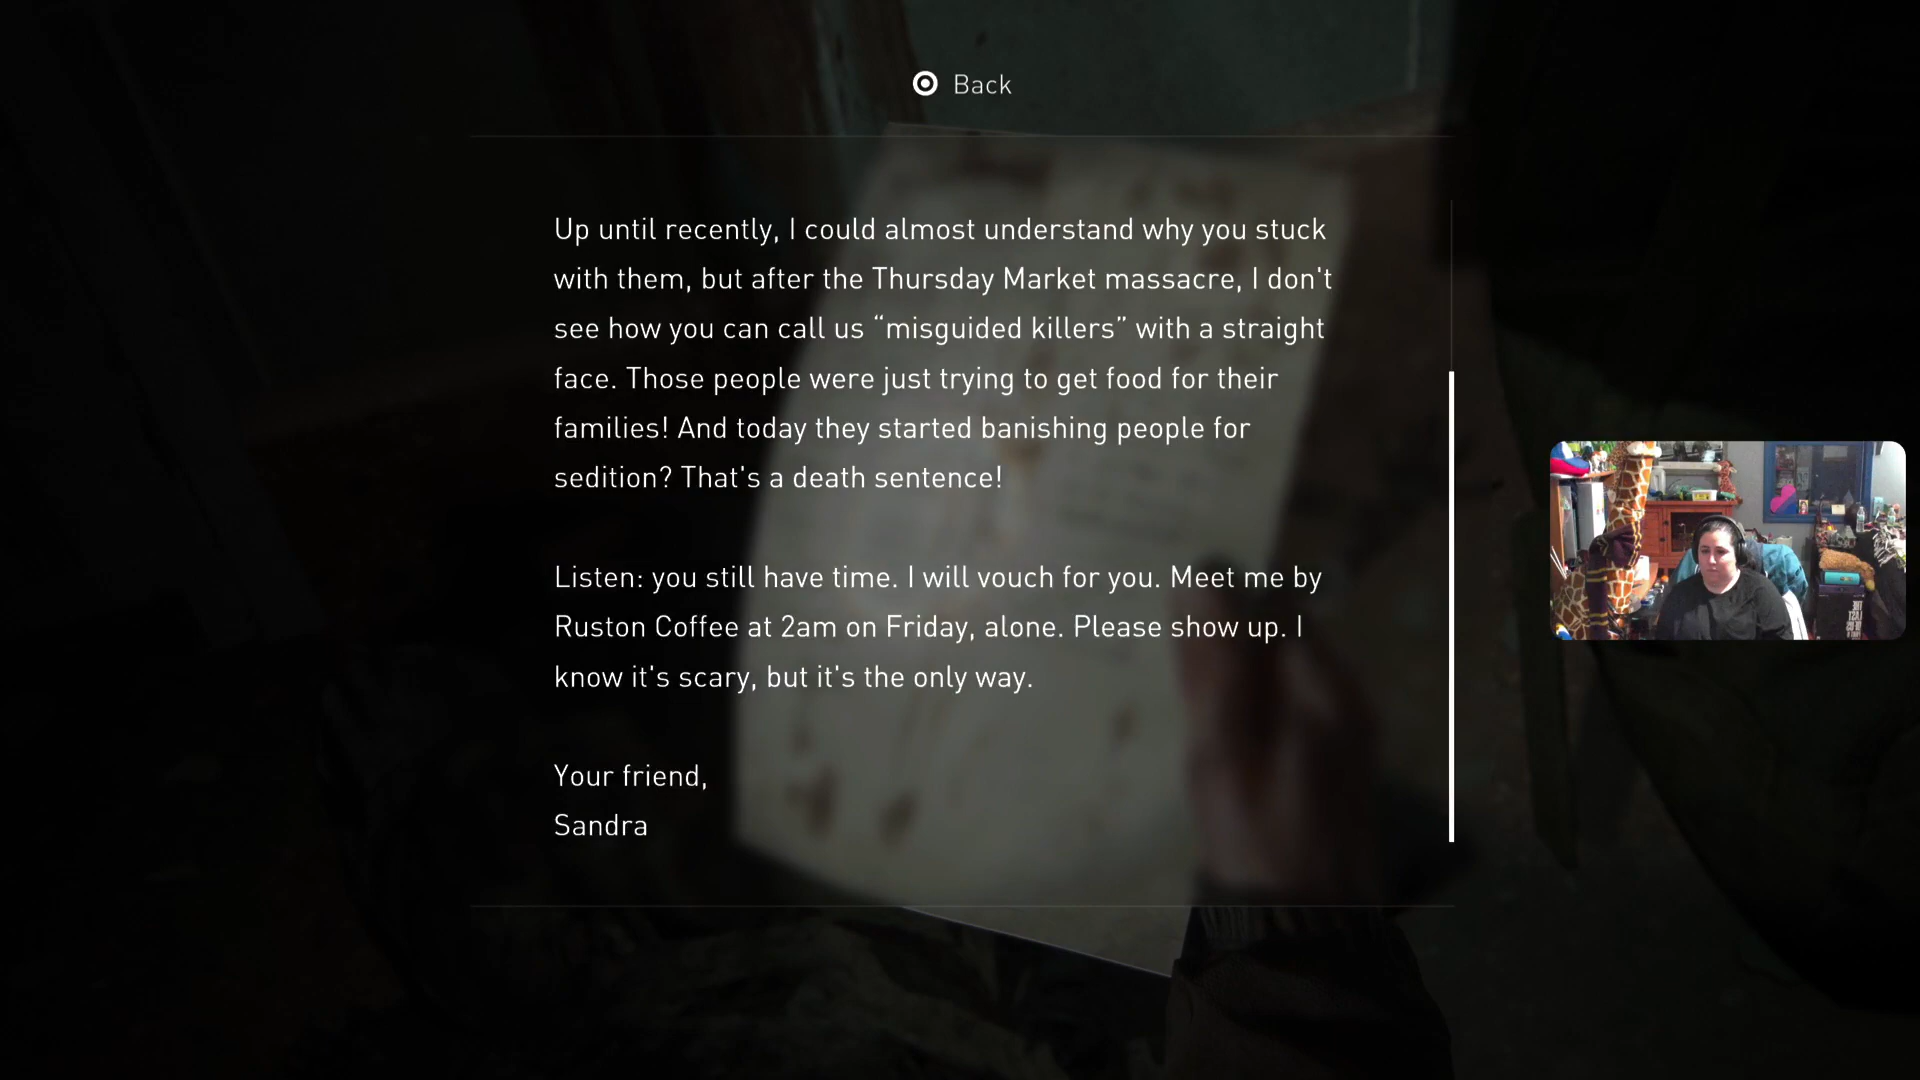 Back
Up until recently, I could almost understand why you stuck
with them, but after the Thursday Market massacre, I don't
see how you can call us “misguided killers” with a straight
face. Those people were just trying to get food for their
families! And today they started banishing people for
sedition? That's a death sentence!
Listen: you still have time. I will vouch for you. Meet me by
Ruston Coffee at 2am on Friday, alone. Please show up. I
know it's scary, but it's the only way.
Your friend,
Sandra